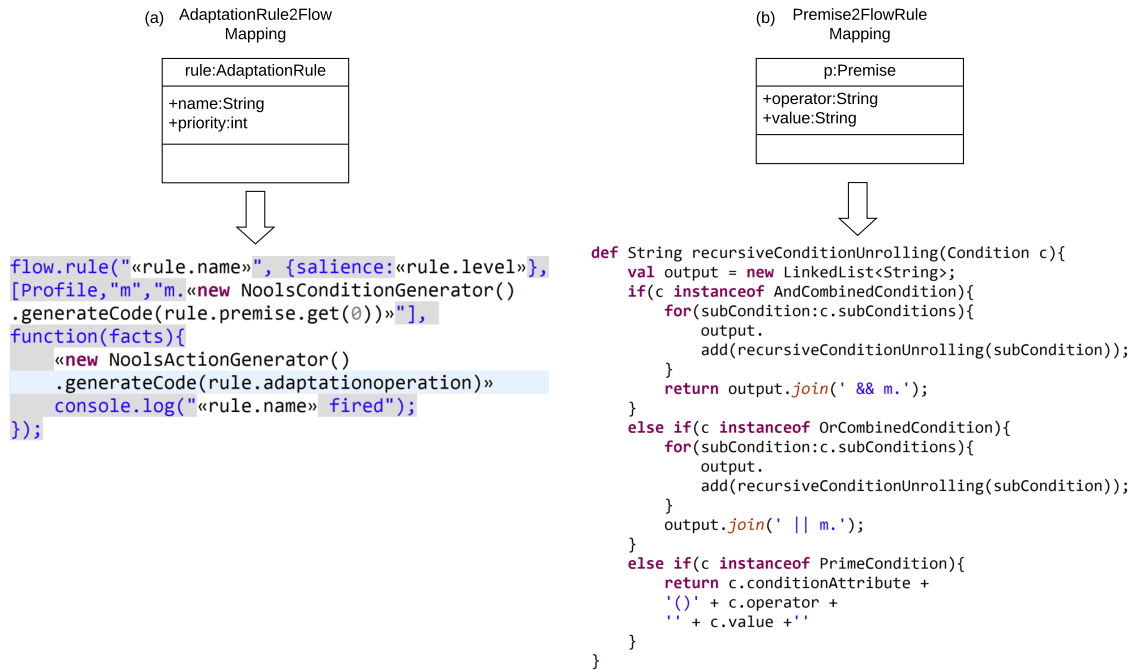 (a) AdaptationRule2Flow
Mapping
rule:AdaptationRule
+name:String
+priority:int
flow.rule("«rule.name»", {salience:«rule.level»},
[Profile,"m","m.«new NoolsConditionGenerator()
.generateCode(rule.premise.get(0))»"],
function(facts){
    «new NoolsActionGenerator()
    .generateCode(rule.adaptationoperation)»
    console.log("«rule.name» fired");
});
(b) Premise2FlowRule
Mapping
p:Premise
+operator:String
+value:String
def String recursiveConditionUnrolling(Condition c){
    val output = new LinkedList<String>;
    if(c instanceof AndCombinedCondition){
        for(subCondition:c.subConditions){
            output.
            add(recursiveConditionUnrolling(subCondition));
        }
        return output.join(' && m.');
    }
    else if(c instanceof OrCombinedCondition){
        for(subCondition:c.subConditions){
            output.
            add(recursiveConditionUnrolling(subCondition));
        }
        output.join(' || m.');
    }
    else if(c instanceof PrimeCondition){
        return c.conditionAttribute +
        '()' + c.operator +
        '' + c.value +''
    }
}